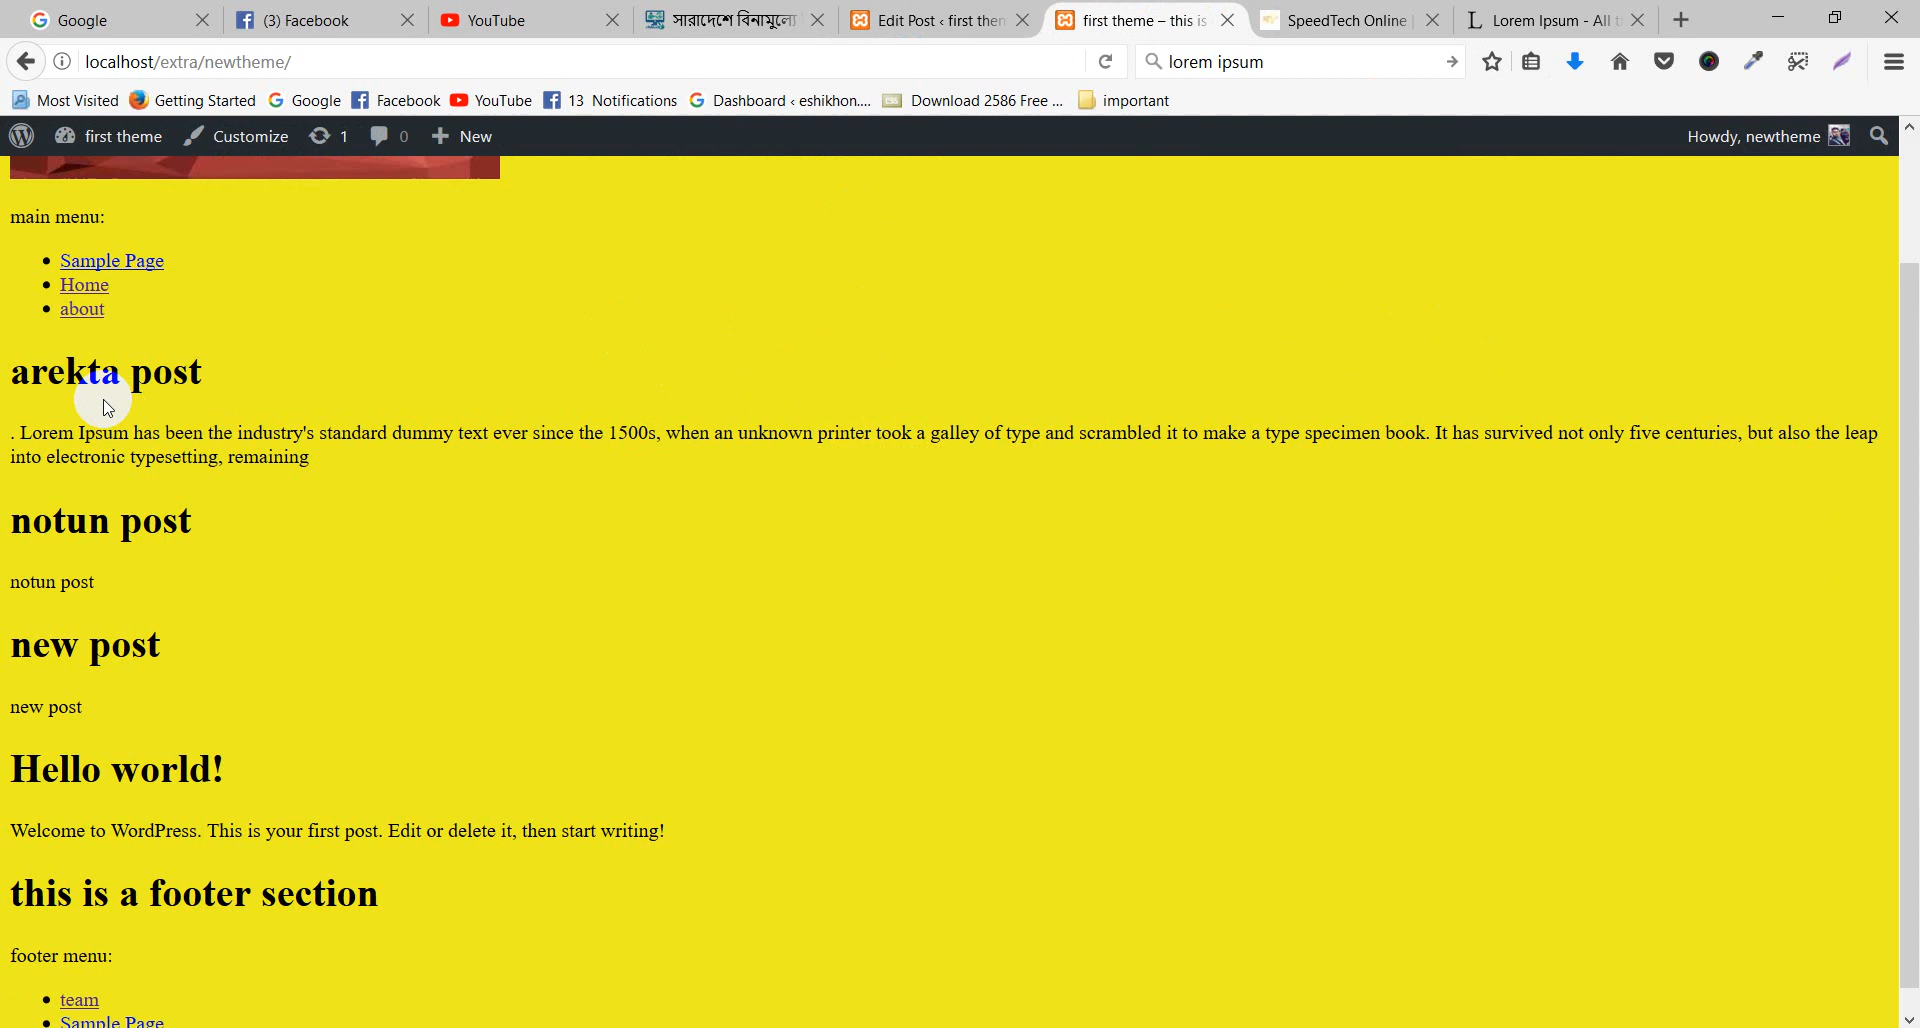 Google
(3) Facebook
YouTube
সারাদেশে বিনামূল্যে
Edit Post ‹ first them
first theme – this is
SpeedTech Online
Lorem Ipsum - All t
localhost/extra/newtheme/
lorem ipsum
Most Visited
Getting Started
Google
Facebook
YouTube
13 Notifications
Dashboard ‹ eshikhon....
Download 2586 Free ...
important
first theme
Customize
1
0
New
Howdy, newtheme
main menu:
Sample Page
Home
about
arekta post
. Lorem Ipsum has been the industry's standard dummy text ever since the 1500s, when an unknown printer took a galley of type and scrambled it to make a type specimen book. It has survived not only five centuries, but also the leap
into electronic typesetting, remaining
notun post
notun post
new post
new post
Hello world!
Welcome to WordPress. This is your first post. Edit or delete it, then start writing!
this is a footer section
footer menu:
team
Sample Page